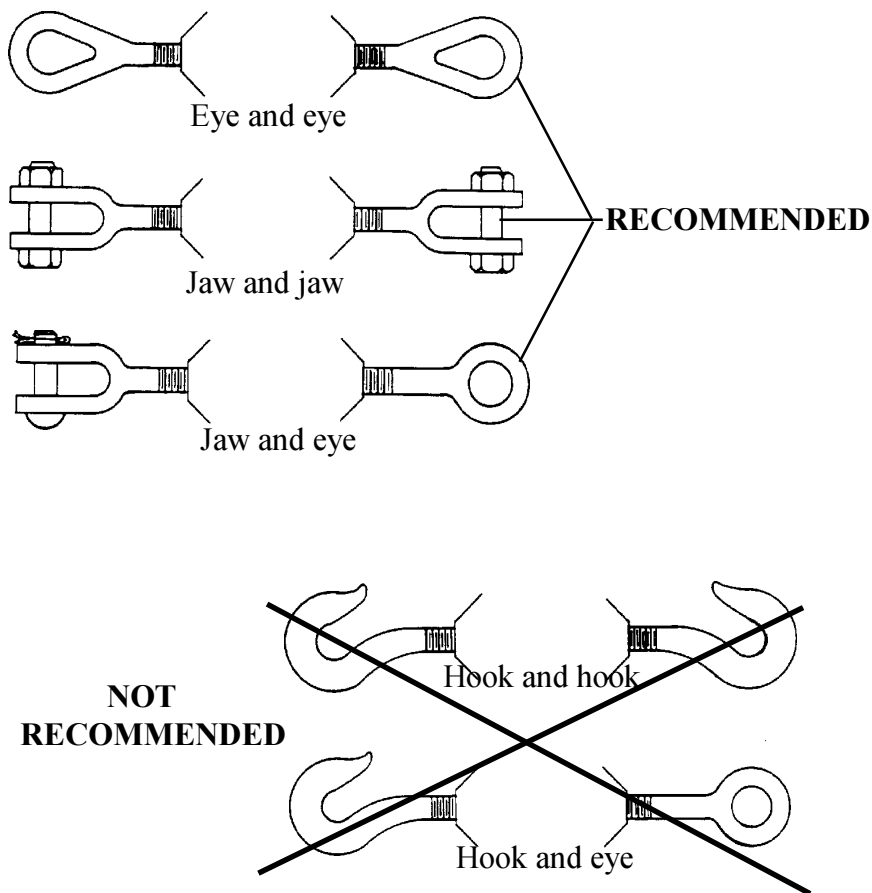 Eye and eye
RECOMMENDED
Jaw and jaw
Jaw and eye
Hook and hook
NOT
RECOMMENDED
Hook and eye